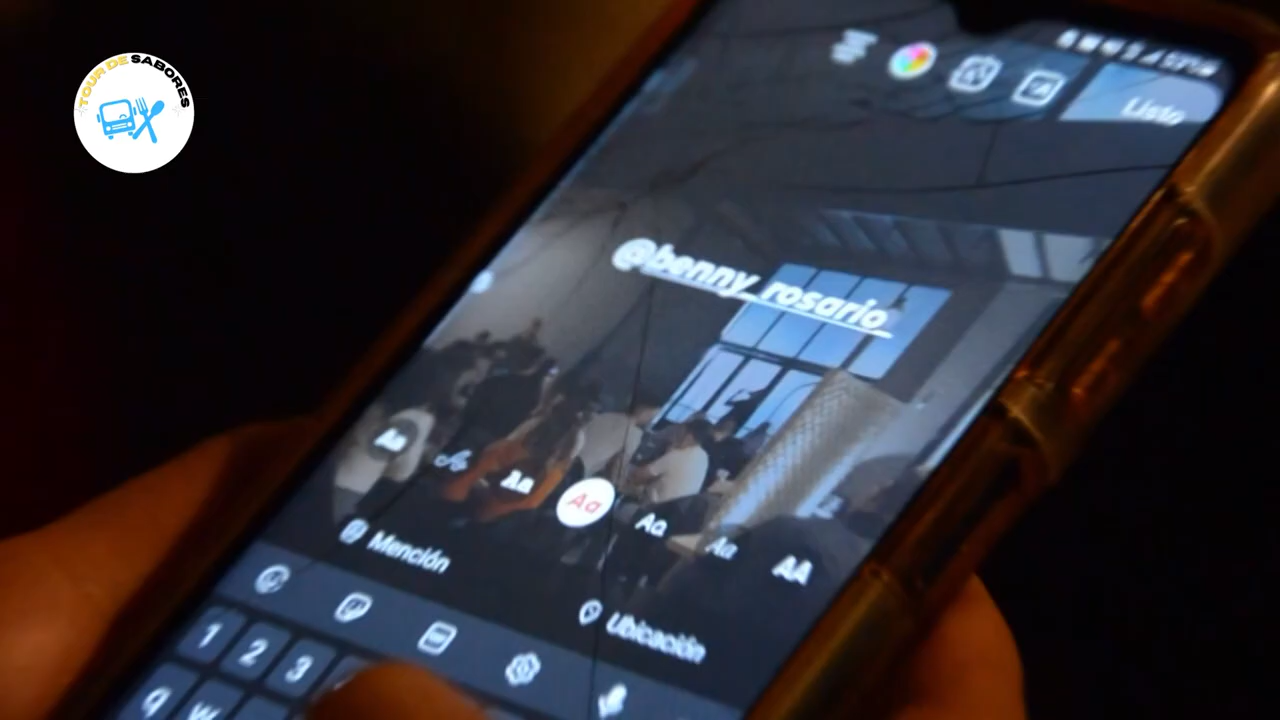 TOUR DE SABORES
Listo
@benny_rosario
Aa
Aa
Aa
Aa
Aa
AA
Mención
Ubicación
1 2 3
q w